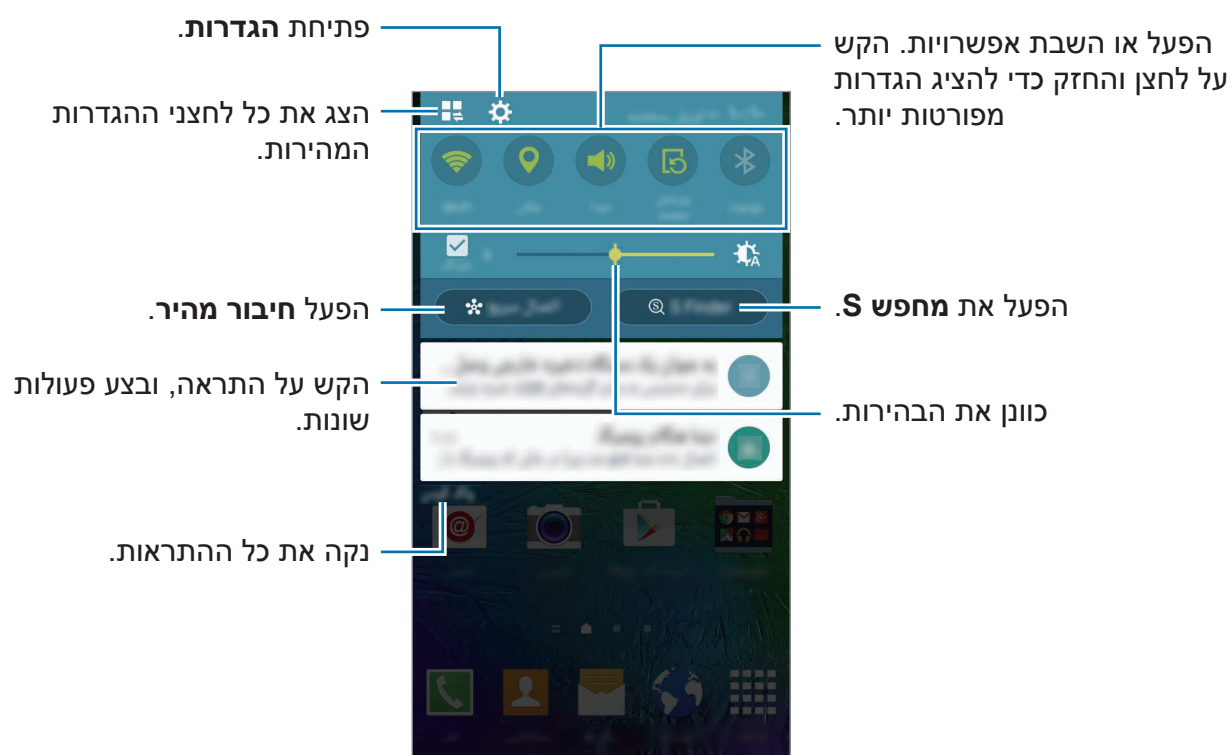 פתיחת הגדרות.
הפעל או השבת אפשרויות. הקש
על לחצן והחזק כדי להציג הגדרות
מפורטות יותר.
הצג את כל לחצני ההגדרות
המהירות.
הפעל את מחפש S.
הפעל חיבור מהיר.
הקש על התראה, ובצע פעולות
שונות.
כוונן את הבהירות.
נקה את כל ההתראות.